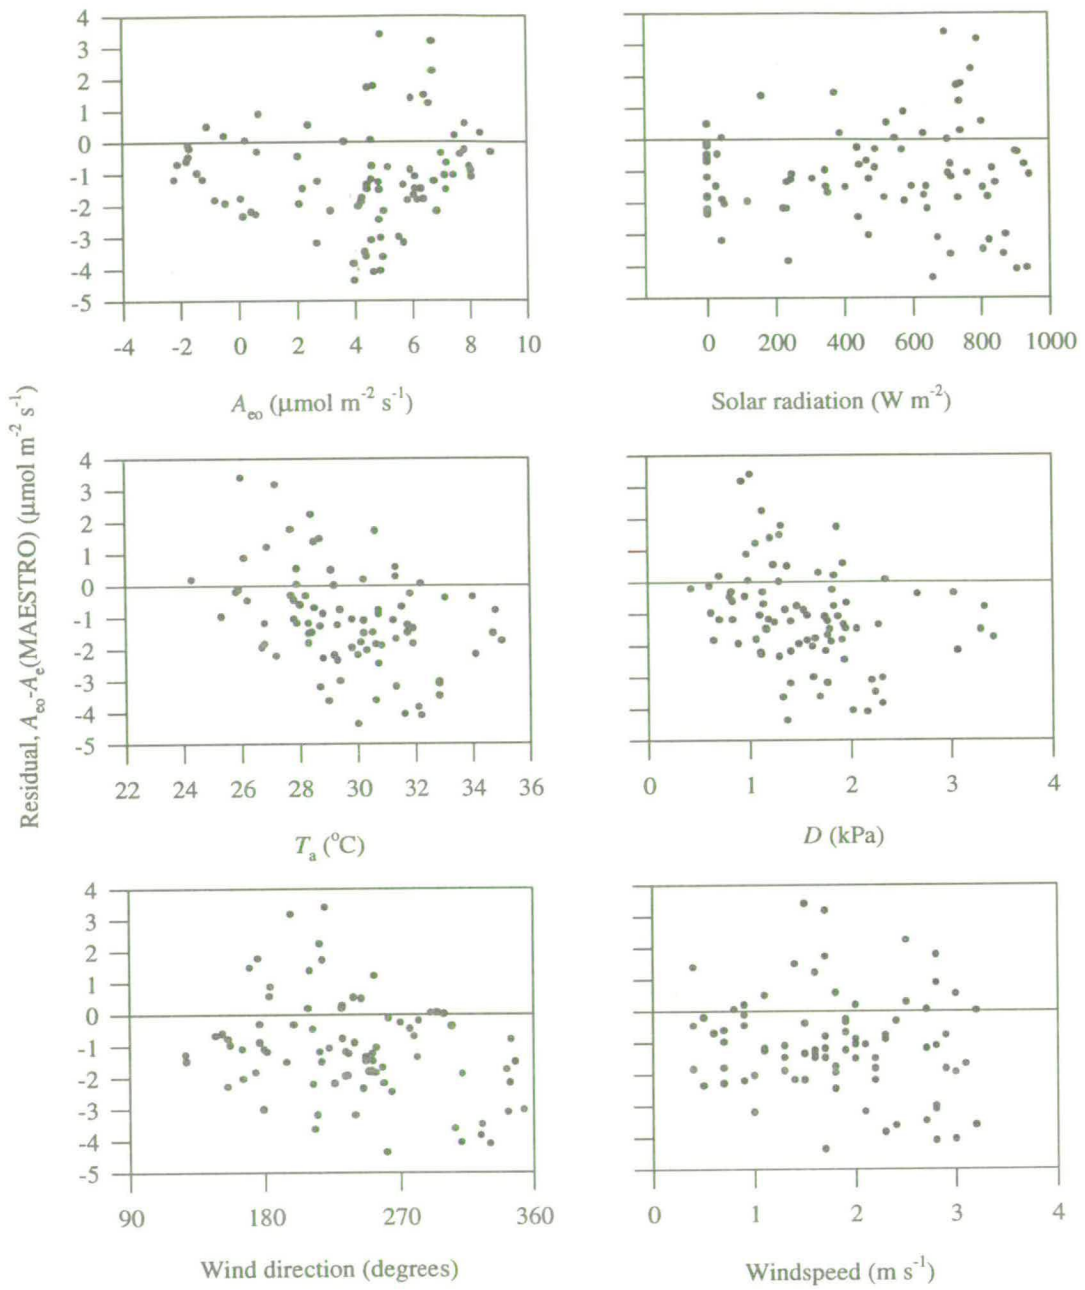 4
3
2
1
0
-1
-2
-3
-4
-5
-4 -2 0 2 4 6 8 10
0 200 400 600 800 1000
A_eo (μmol m⁻² s⁻¹)
Solar radiation (W m⁻²)
Residual, A_eo-A_e(MAESTRO) (μmol m⁻² s⁻¹)
4
3
2
1
0
-1
-2
-3
-4
-5
22 24 26 28 30 32 34 36
0 1 2 3 4
T_a (°C)
D (kPa)
4
3
2
1
0
-1
-2
-3
-4
-5
90 180 270 360
0 1 2 3 4
Wind direction (degrees)
Windspeed (m s⁻¹)